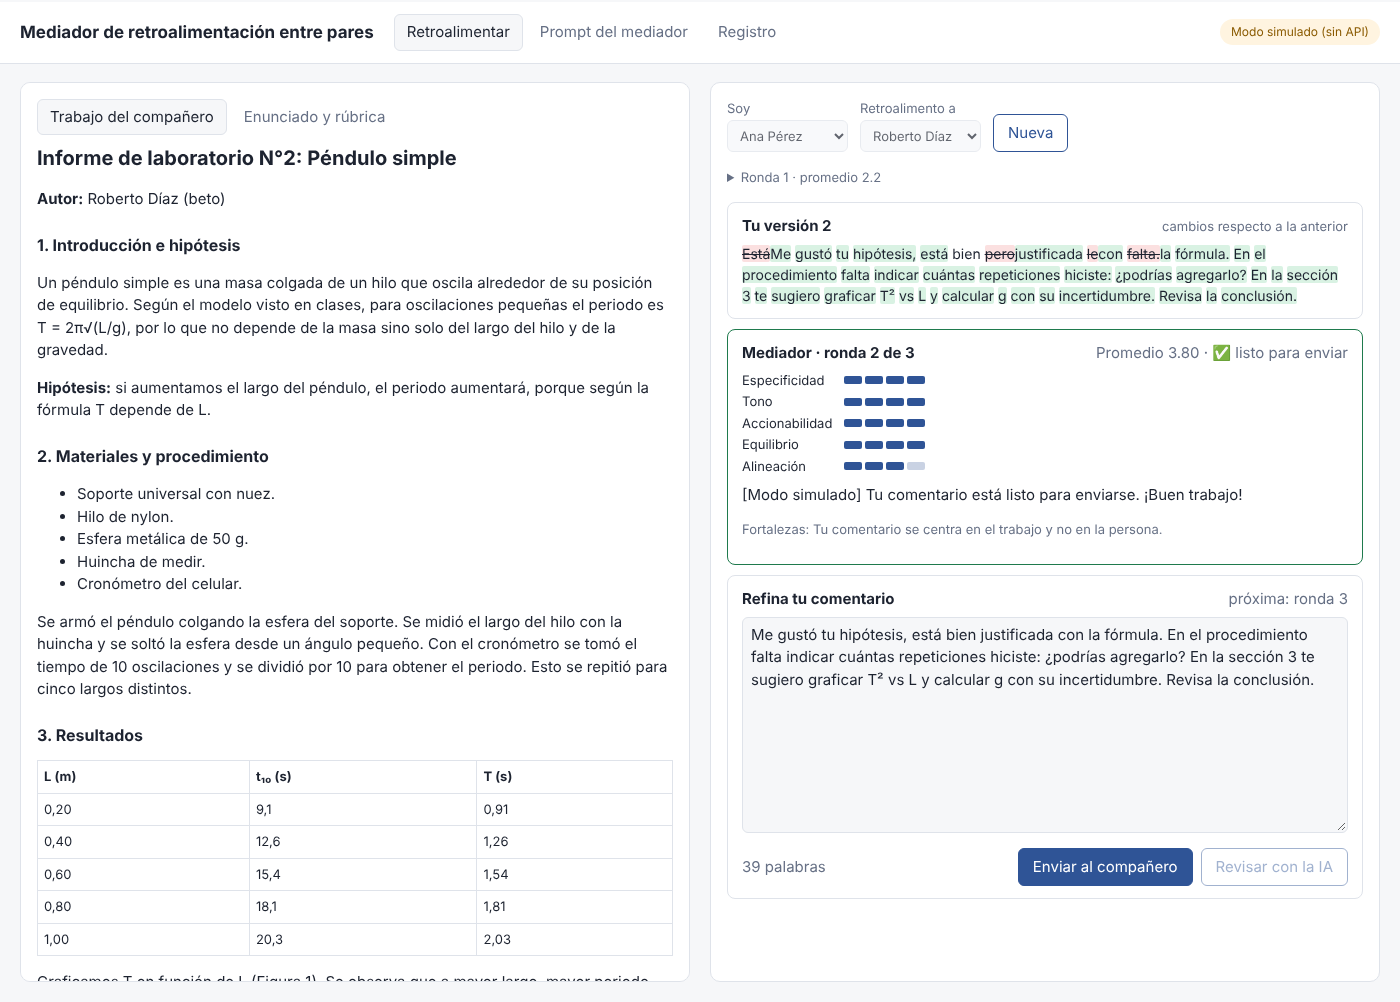 Mediador de retroalimentación entre pares
Retroalimentar
Prompt del mediador
Registro
Modo simulado (sin API)
Trabajo del compañero
Enunciado y rúbrica
Informe de laboratorio N°2: Péndulo simple
Autor: Roberto Díaz (beto)
1. Introducción e hipótesis
Un péndulo simple es una masa colgada de un hilo que oscila alrededor de su posición
de equilibrio. Según el modelo visto en clases, para oscilaciones pequeñas el periodo es
T = 2π√(L/g), por lo que no depende de la masa sino solo del largo del hilo y de la
gravedad.
Hipótesis: si aumentamos el largo del péndulo, el periodo aumentará, porque según la
fórmula T depende de L.
2. Materiales y procedimiento
• Soporte universal con nuez.
• Hilo de nylon.
• Esfera metálica de 50 g.
• Huincha de medir.
• Cronómetro del celular.
Se armó el péndulo colgando la esfera del soporte. Se midió el largo del hilo con la
huincha y se soltó la esfera desde un ángulo pequeño. Con el cronómetro se tomó el
tiempo de 10 oscilaciones y se dividió por 10 para obtener el periodo. Esto se repitió para
cinco largos distintos.
3. Resultados
L (m) t₁₀ (s) T (s)
0,20 9,1 0,91
0,40 12,6 1,26
0,60 15,4 1,54
0,80 18,1 1,81
1,00 20,3 2,03
Graficamos T en función de L (Figura 1). Se observa que a mayor largo, mayor periodo
Soy
Ana Pérez
Retroalimento a
Roberto Díaz
Nueva
▶ Ronda 1 · promedio 2.2
Tu versión 2
cambios respecto a la anterior
EstáMe gustó tu hipótesis, está bien perojustificada lecon falta.la fórmula. En el
procedimiento falta indicar cuántas repeticiones hiciste: ¿podrías agregarlo? En la sección
3 te sugiero graficar T² vs L y calcular g con su incertidumbre. Revisa la conclusión.
Mediador · ronda 2 de 3
Promedio 3.80 · ✅ listo para enviar
Especificidad
Tono
Accionabilidad
Equilibrio
Alineación
[Modo simulado] Tu comentario está listo para enviarse. ¡Buen trabajo!
Fortalezas: Tu comentario se centra en el trabajo y no en la persona.
Refina tu comentario
próxima: ronda 3
Me gustó tu hipótesis, está bien justificada con la fórmula. En el procedimiento
falta indicar cuántas repeticiones hiciste: ¿podrías agregarlo? En la sección 3 te
sugiero graficar T² vs L y calcular g con su incertidumbre. Revisa la conclusión.
39 palabras
Enviar al compañero
Revisar con la IA